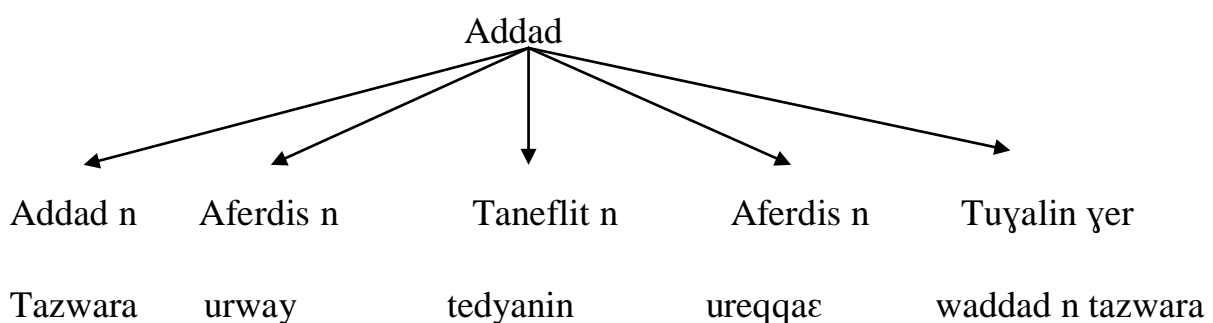 Addad
Addad n Aferdis n Taneflit n Aferdis n Tuɣalin ɣer
Tazwara urway tedyanin ureqqaɛ waddad n tazwara